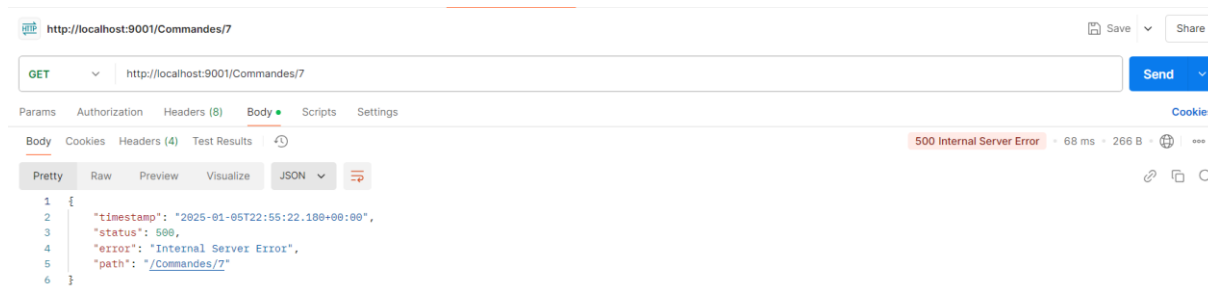 HTTP http://localhost:9001/Commandes/7 Save Share
GET http://localhost:9001/Commandes/7 Send
Params Authorization Headers (8) Body Scripts Settings Cookies
Body Cookies Headers (4) Test Results 500 Internal Server Error 68 ms 266 B
Pretty Raw Preview Visualize JSON
1 {
2 "timestamp": "2025-01-05T22:55:22.180+00:00",
3 "status": 500,
4 "error": "Internal Server Error",
5 "path": "/Commandes/7"
6 }